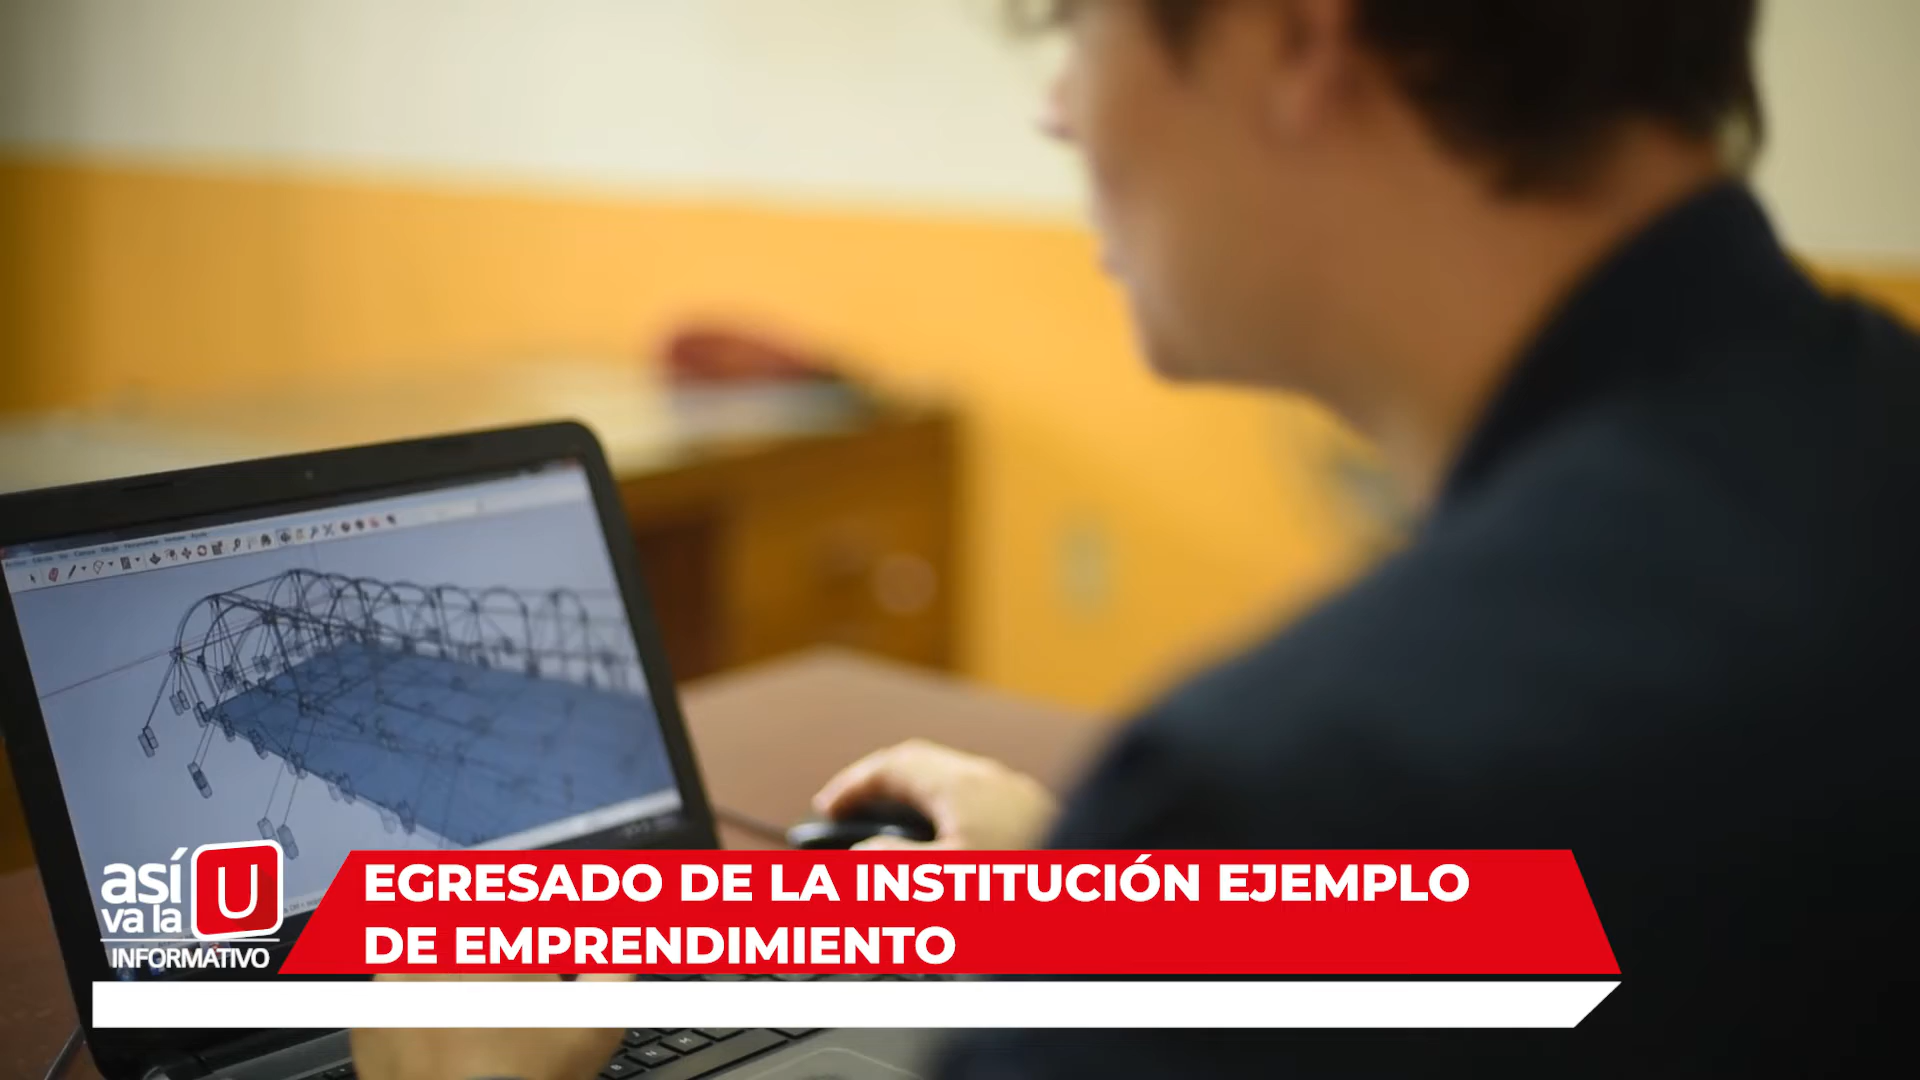 así
va la
U
INFORMATIVO
EGRESADO DE LA INSTITUCIÓN EJEMPLO
DE EMPRENDIMIENTO